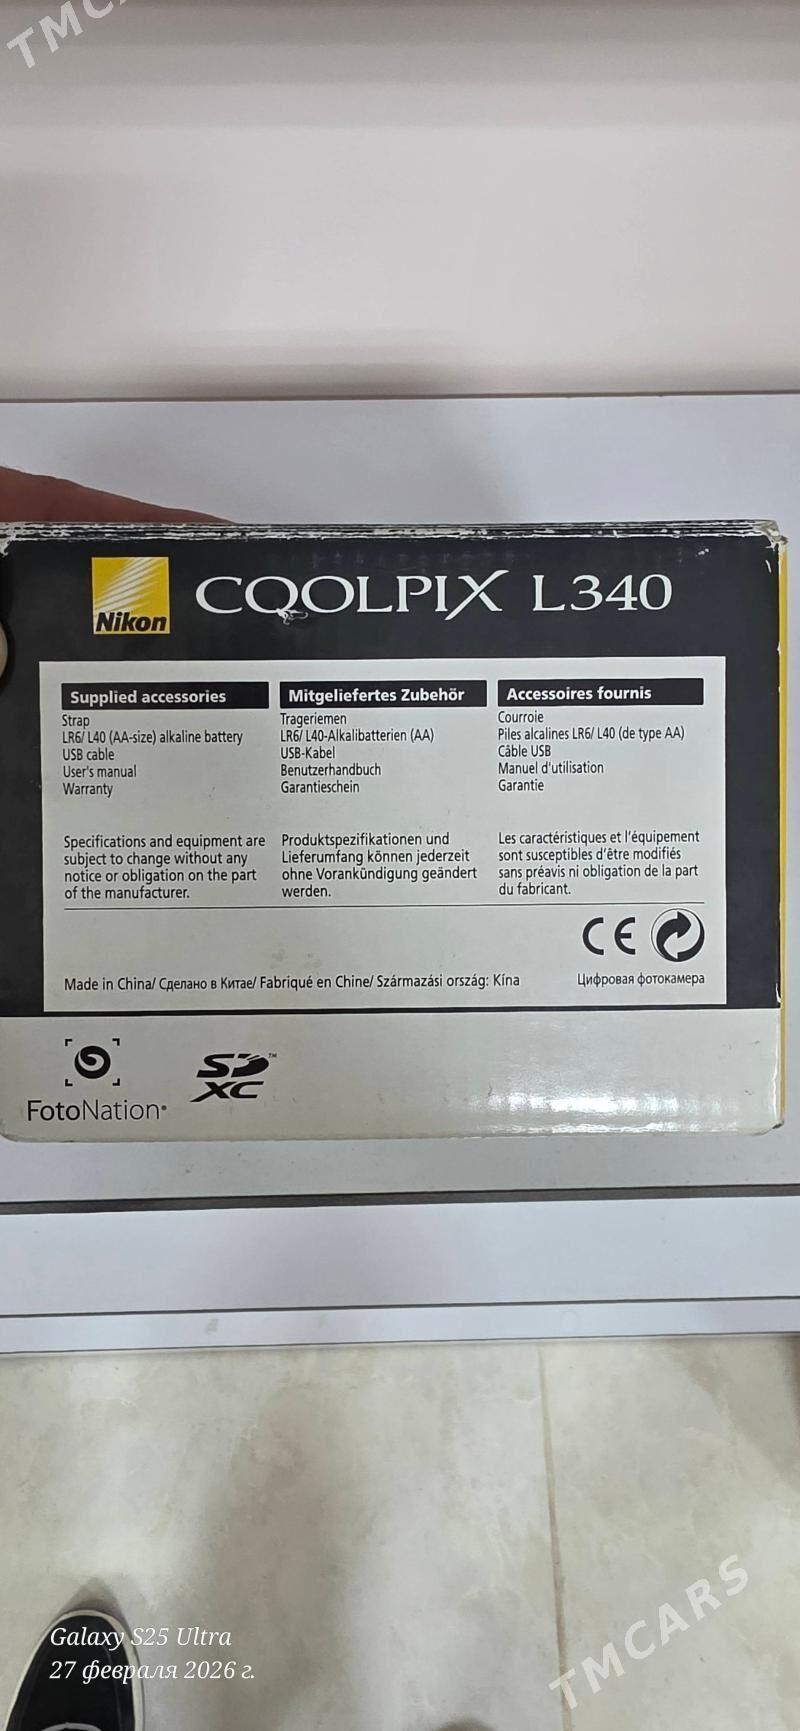 TMCA
Nikon
COOLPIX L340
Supplied accessories
Strap
LR6/ L40 (AA-size) alkaline battery
USB cable
User's manual
Warranty
Specifications and equipment are
subject to change without any
notice or obligation on the part
of the manufacturer.
Mitgeliefertes Zubehör
Trageriemen
LR6/ L40-Alkalibatterien (AA)
USB-Kabel
Benutzerhandbuch
Garantieschein
Produktspezifikationen und
Lieferumfang können jederzeit
ohne Vorankündigung geändert
werden.
Accessoires fournis
Courroie
Piles alcalines LR6/ L40 (de type AA)
Câble USB
Manuel d'utilisation
Garantie
Les caractéristiques et l'équipement
sont susceptibles d'être modifiés
sans préavis ni obligation de la part
du fabricant.
CE
Made in China/ Сделано в Китае/ Fabriqué en Chine/ Származási ország: Kína
Цифровая фотокамера
FotoNation
SD XC™
Galaxy S25 Ultra
27 февраля 2026 г.
TMCARS